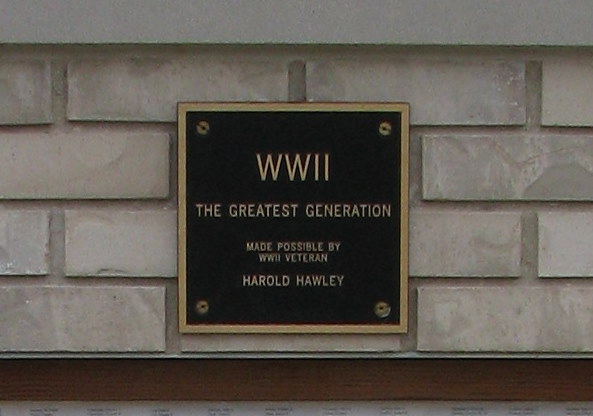 WWII
THE GREATEST GENERATION
MADE POSSIBLE BY
WWII VETERAN
HAROLD HAWLEY